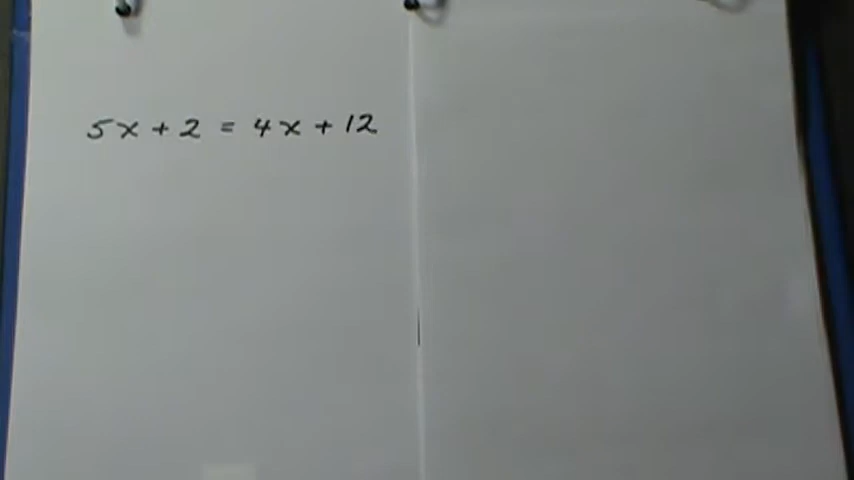 5x + 2 = 4x + 12